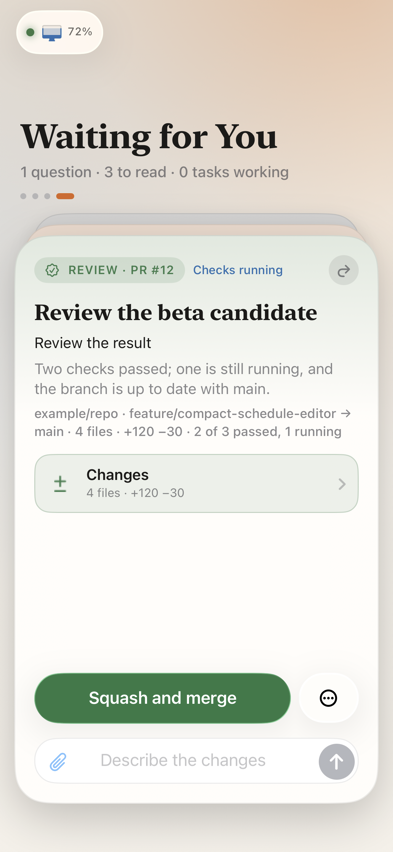 72%
Waiting for You
1 question · 3 to read · 0 tasks working
REVIEW · PR #12 Checks running
Review the beta candidate
Review the result
Two checks passed; one is still running, and
the branch is up to date with main.
example/repo · feature/compact-schedule-editor →
main · 4 files · +120 −30 · 2 of 3 passed, 1 running
Changes
4 files · +120 −30
Squash and merge
Describe the changes